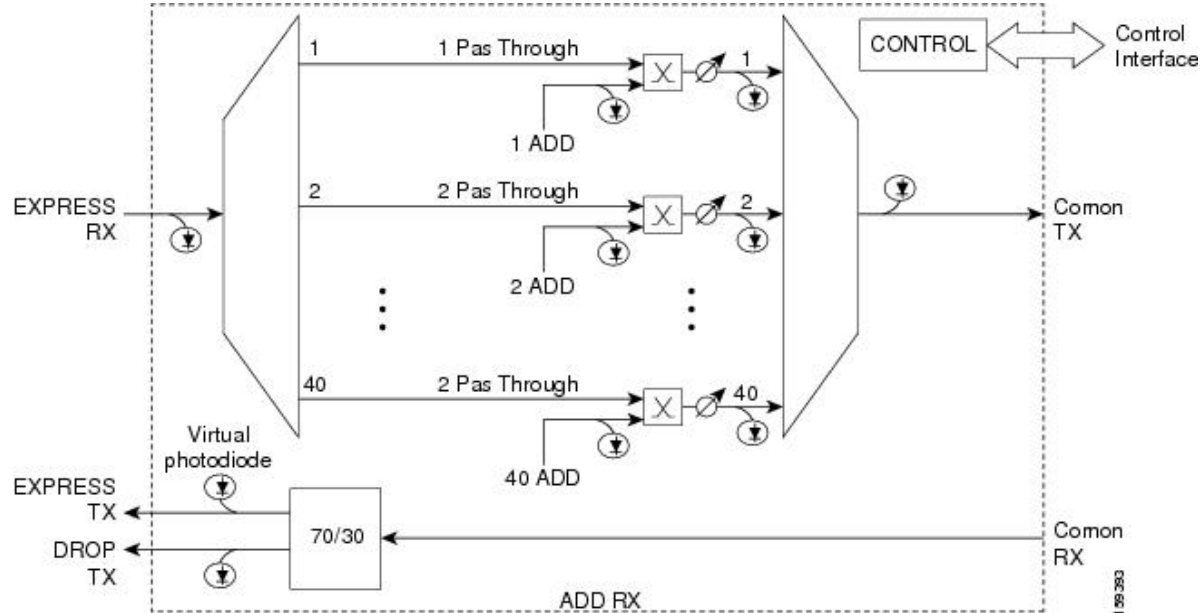 1
1 Pas Through
CONTROL
Control
Interface
1
1 ADD
2
2 Pas Through
2
EXPRESS
RX
Comon
TX
2 ADD
40
2 Pas Through
40
Virtual
photodiode
40 ADD
EXPRESS
TX
70/30
Comon
RX
DROP
TX
ADD RX
159393